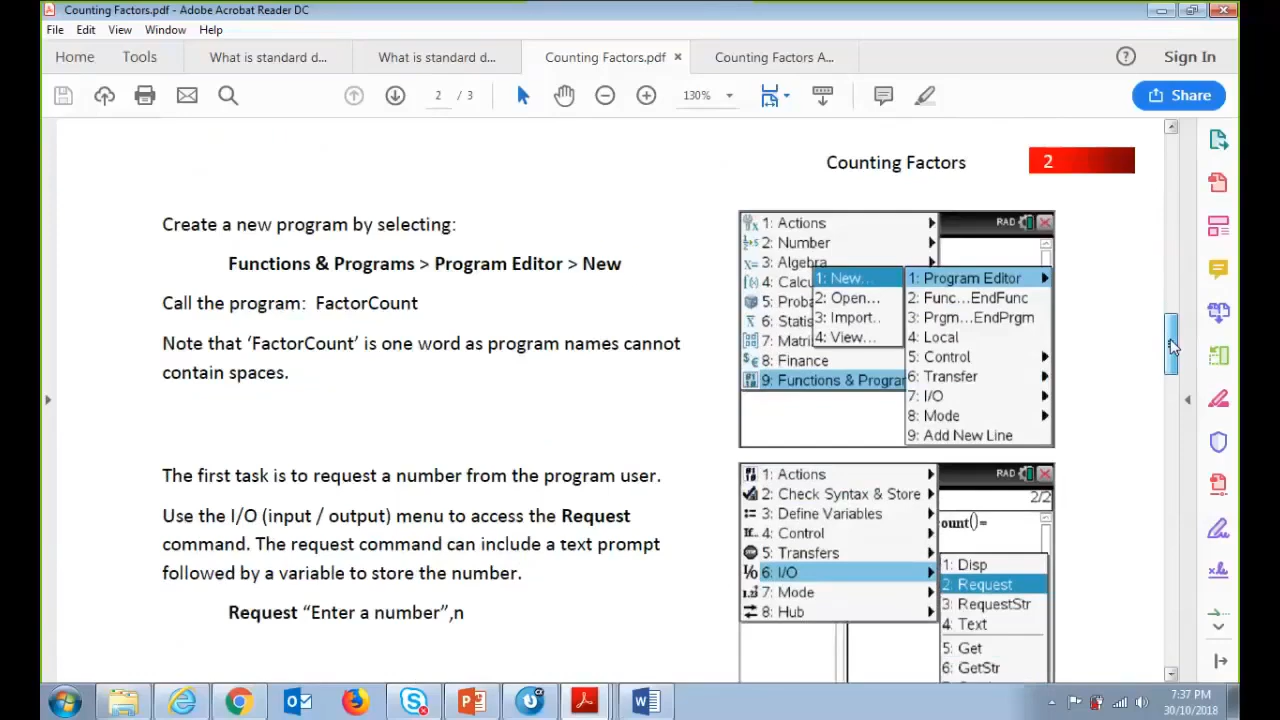 Counting Factors.pdf - Adobe Acrobat Reader DC
File Edit View Window Help
Home Tools What is standard d... What is standard d... Counting Factors.pdf × Counting Factors A... Sign In
2 / 3 130% Share
Counting Factors 2
Create a new program by selecting:
Functions & Programs > Program Editor > New
Call the program: FactorCount
Note that ‘FactorCount’ is one word as program names cannot
contain spaces.
1: Actions RAD
2: Number
3: Algebra
4: Calcu
5: Proba
6: Statis
7: Matri
8: Finance
9: Functions & Progra
1: New...
2: Open...
3: Import..
4: View...
1: Program Editor
2: Func...EndFunc
3: Prgm...EndPrgm
4: Local
5: Control
6: Transfer
7: I/O
8: Mode
9: Add New Line
The first task is to request a number from the program user.
Use the I/O (input / output) menu to access the Request
command. The request command can include a text prompt
followed by a variable to store the number.
Request “Enter a number”,n
1: Actions RAD
2: Check Syntax & Store 2/2
3: Define Variables ount()=
4: Control
5: Transfers
6: I/O
7: Mode
8: Hub
1: Disp
2: Request
3: RequestStr
4: Text
5: Get
6: GetStr
7:37 PM
30/10/2018